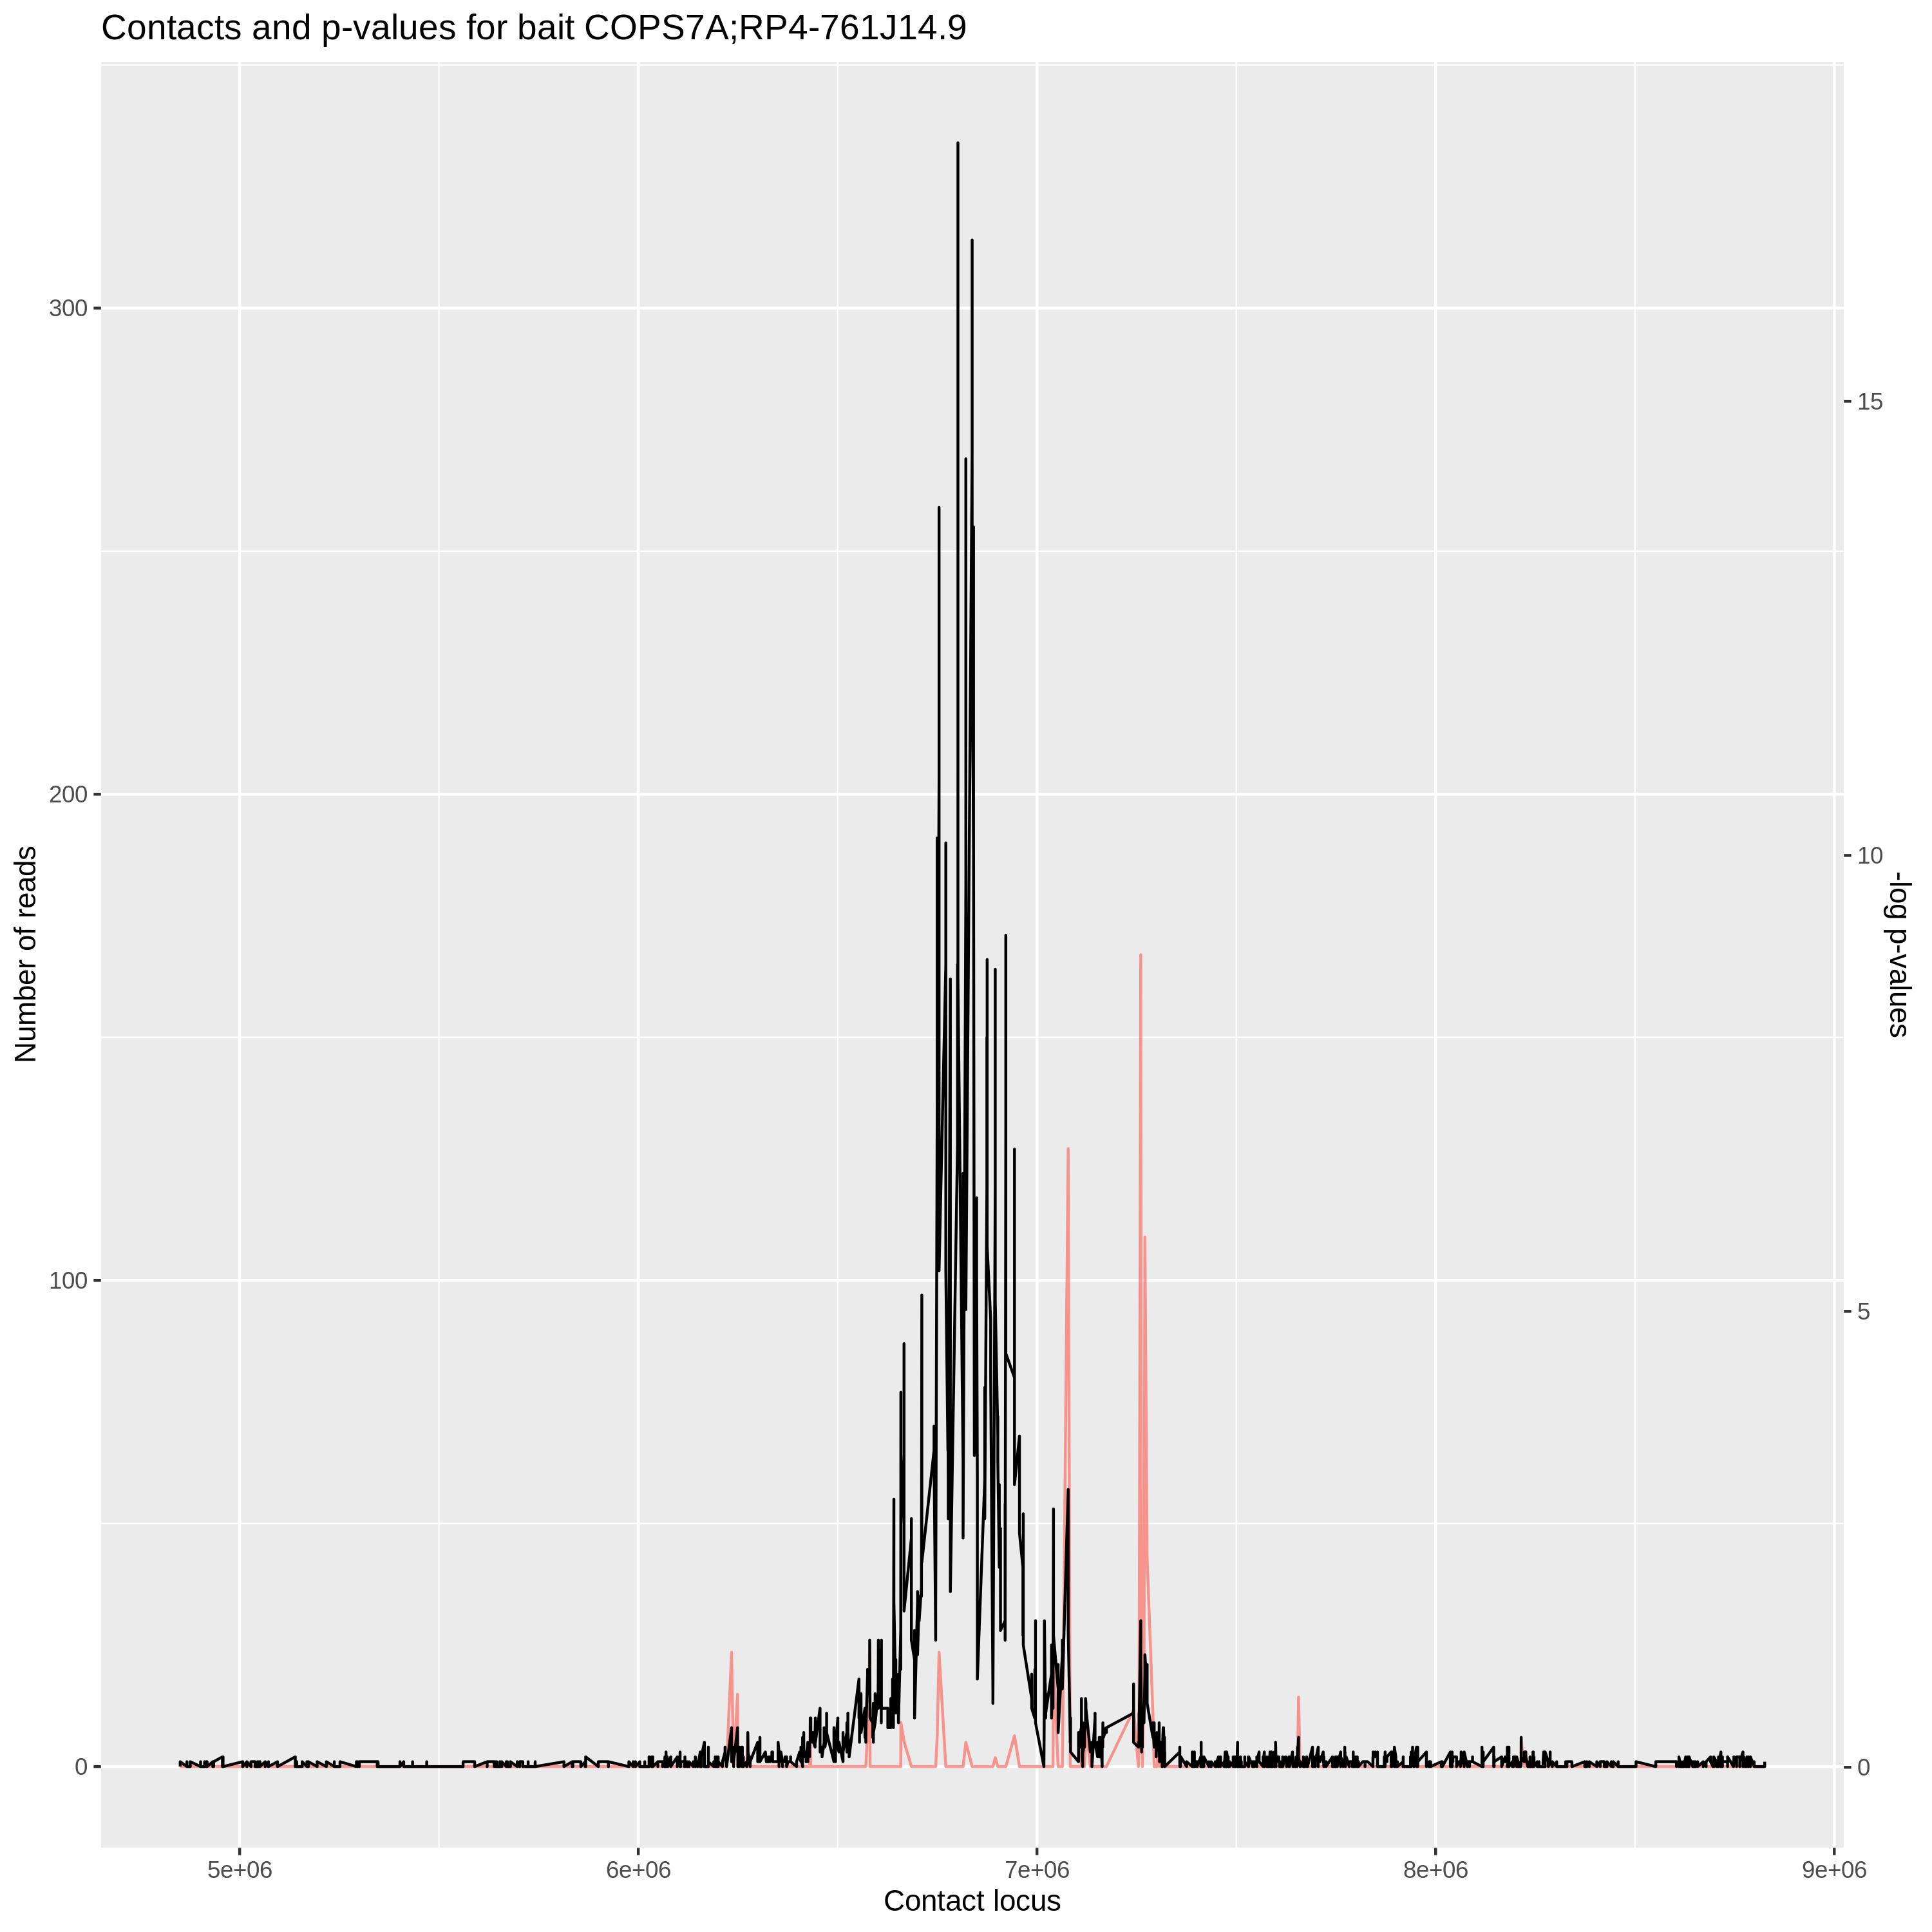 Contacts and p-values for bait COPS7A;RP4-761J14.9
Number of reads
300
200
100
0
15
10
5
0
-log p-values
5e+06 6e+06 7e+06 8e+06 9e+06
Contact locus